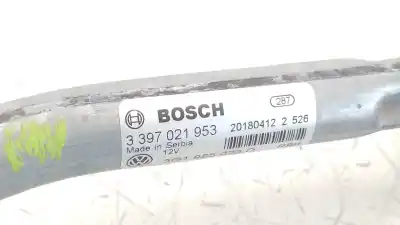 BOSCH
287
3 397 021 953
20180412 2 526
Made in Serbia
12V